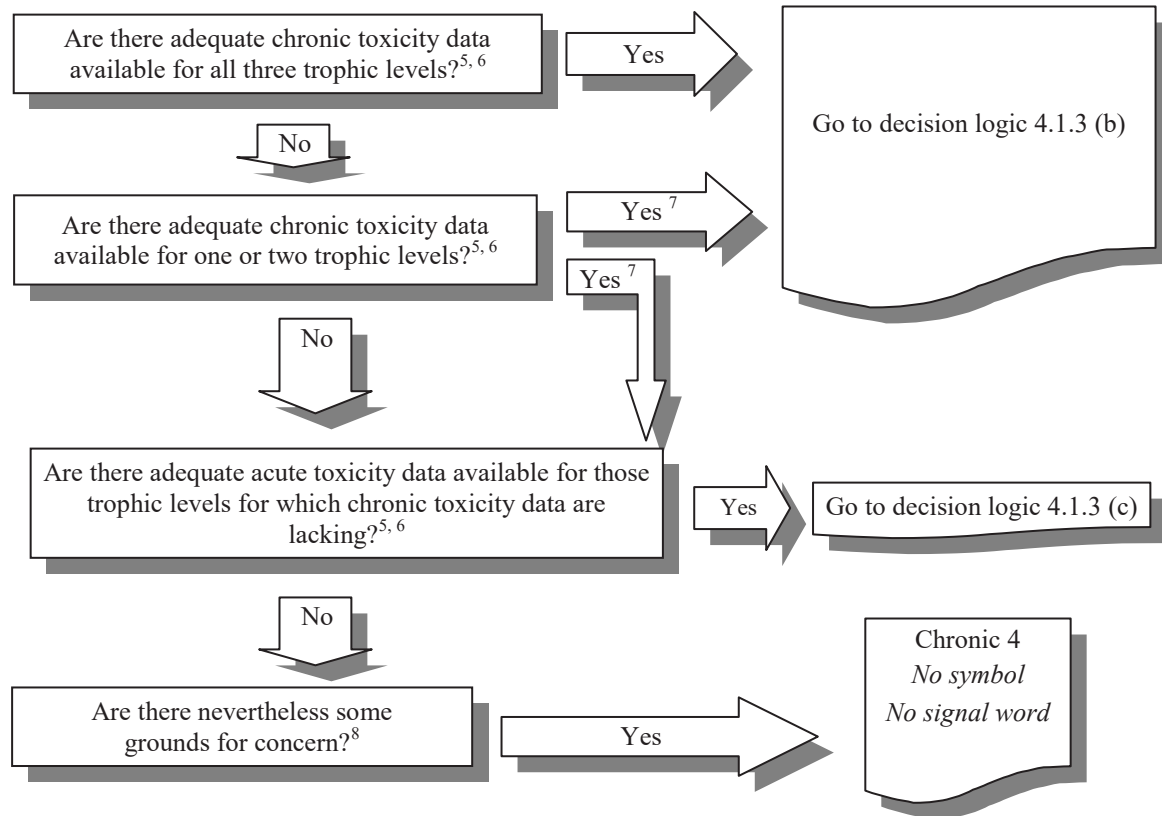 Are there adequate chronic toxicity data
available for all three trophic levels?5, 6
Yes
Go to decision logic 4.1.3 (b)
No
Are there adequate chronic toxicity data
available for one or two trophic levels?5, 6
Yes 7
Yes 7
No
Are there adequate acute toxicity data available for those
trophic levels for which chronic toxicity data are
lacking?5, 6
Yes
Go to decision logic 4.1.3 (c)
No
Chronic 4
No symbol
No signal word
Are there nevertheless some
grounds for concern?8
Yes